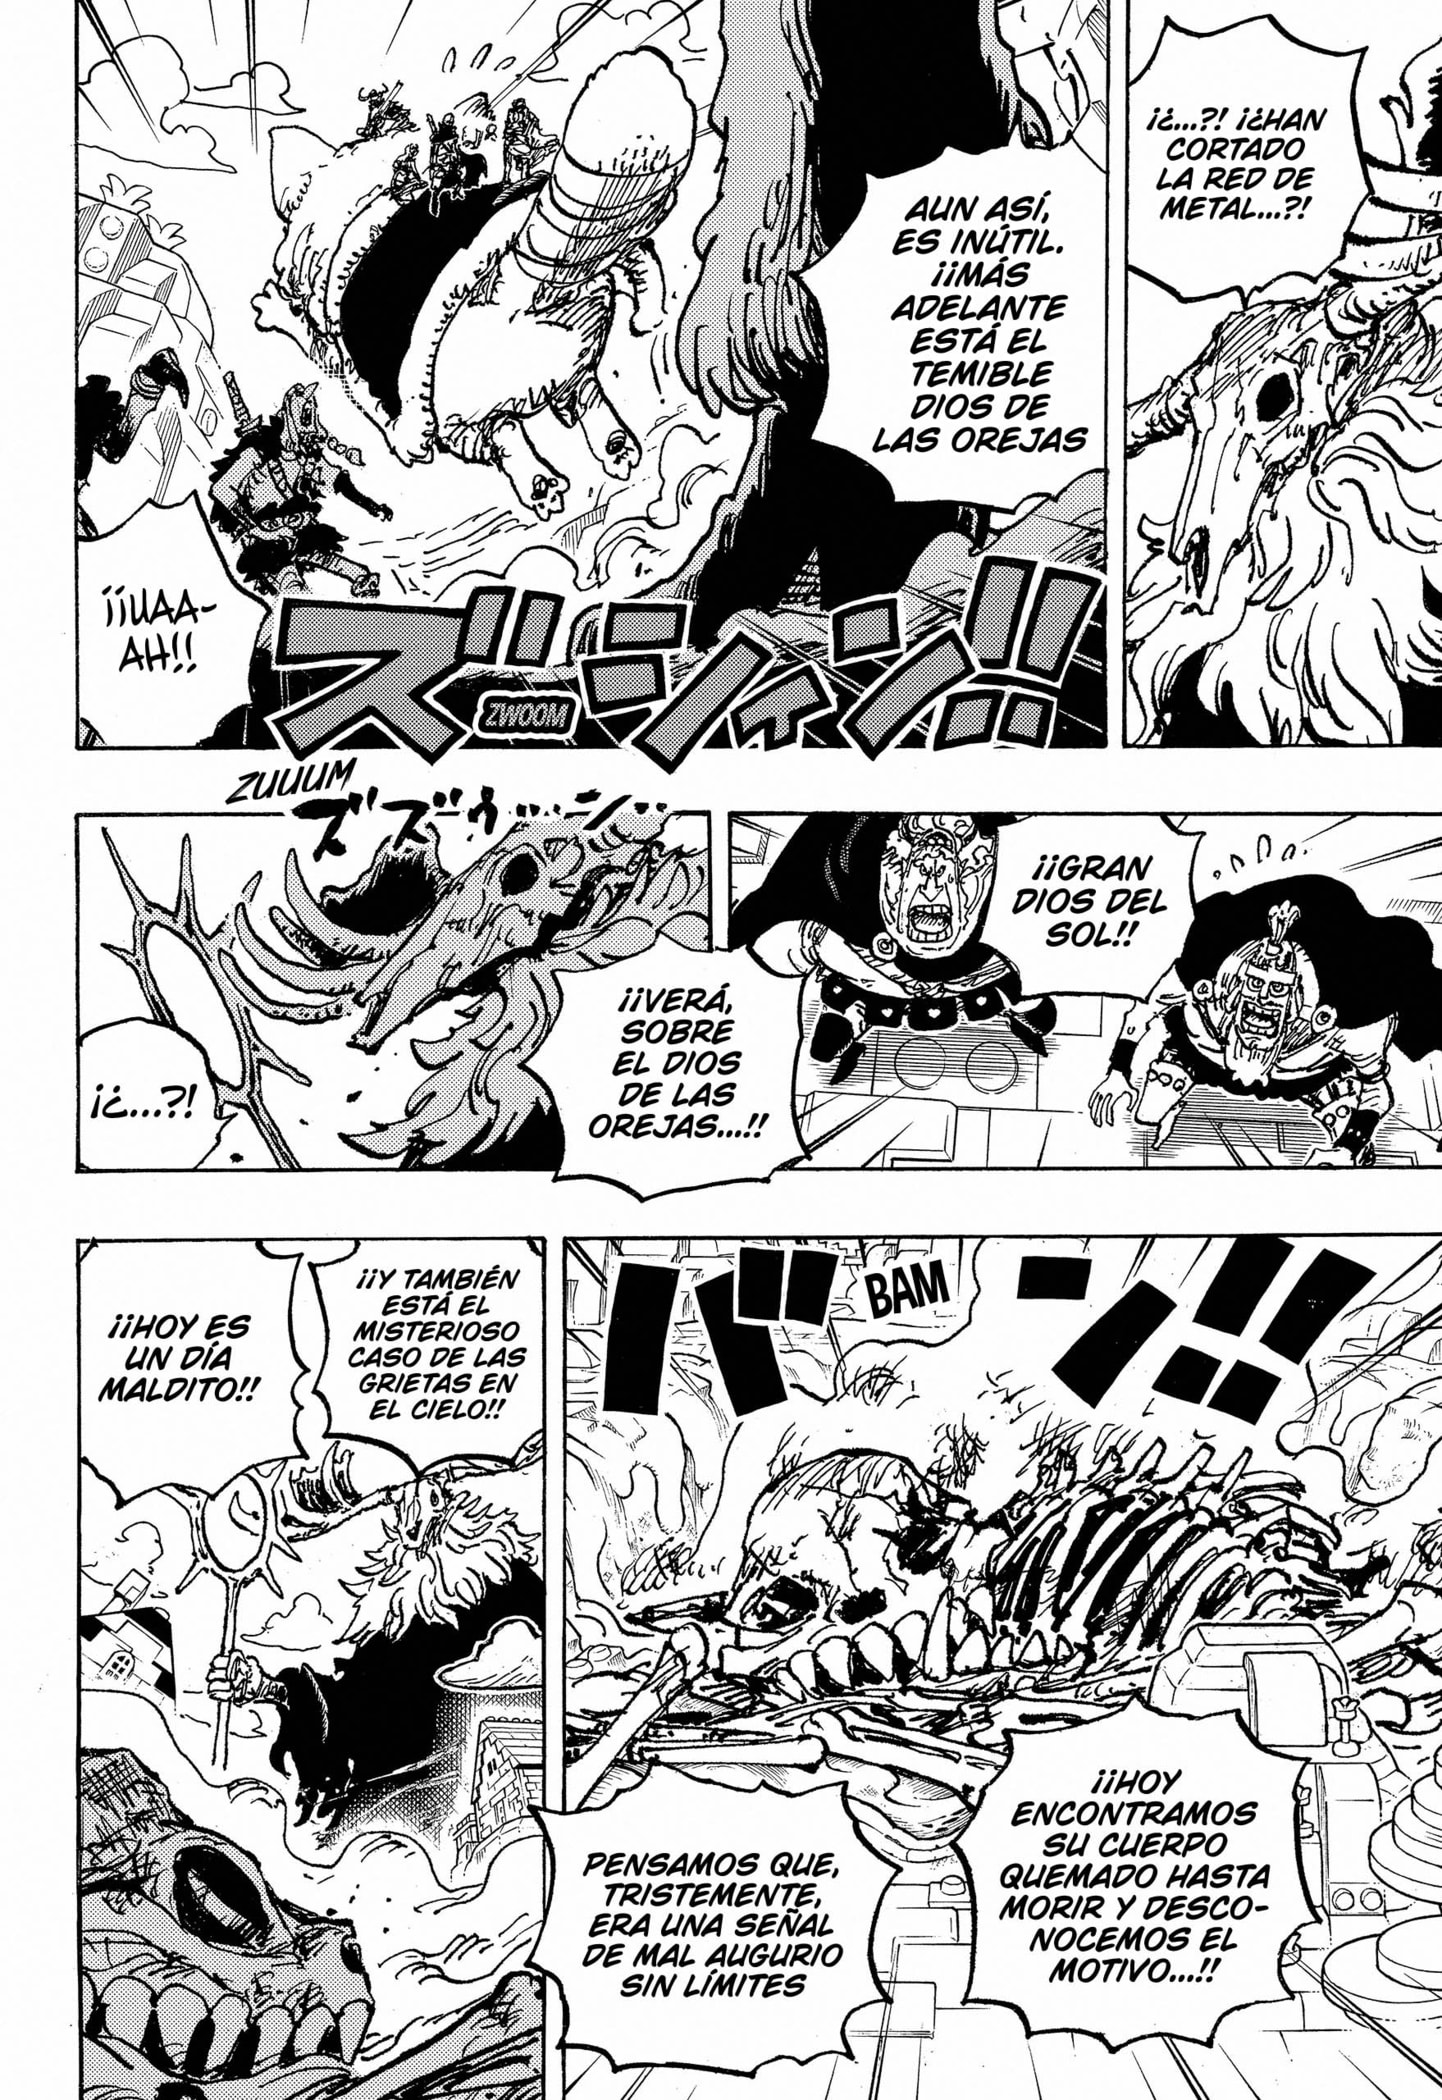 ¡¿...?! ¡¿HAN
CORTADO
LA RED DE
METAL...?!
AUN ASÍ,
ES INÚTIL.
¡¡MÁS
ADELANTE
ESTÁ EL
TEMIBLE
DIOS DE
LAS OREJAS
¡¡UAA-
AH!!
ズーシィン!!
ZWOOM
¡¡GRAN
DIOS DEL
SOL!!
¡¡VERÁ,
SOBRE
EL DIOS
DE LAS
OREJAS...!!
ZUUUM
ズズゥ...ン...
¡¿...?!
バーン!!
BAM
¡¡HOY
ENCONTRAMOS
SU CUERPO
QUEMADO HASTA
MORIR Y DESCO-
NOCEMOS EL
MOTIVO...!!
PENSAMOS QUE,
TRISTEMENTE,
ERA UNA SEÑAL
DE MAL AUGURIO
SIN LÍMITES
¡¡Y TAMBIÉN
ESTÁ EL
MISTERIOSO
CASO DE LAS
GRIETAS EN
EL CIELO!!
¡¡HOY ES
UN DÍA
MALDITO!!